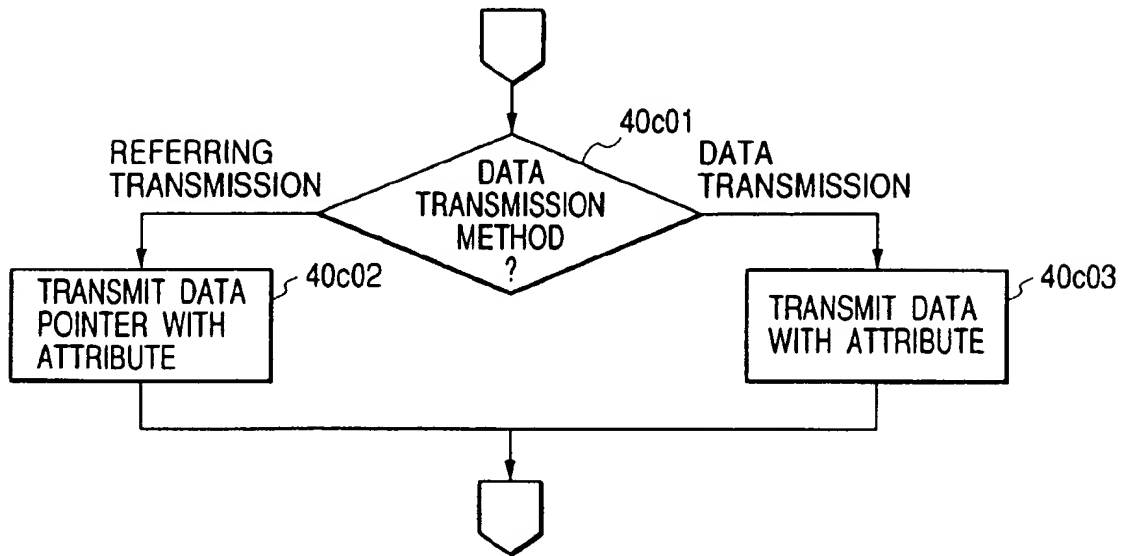 40c01
REFERRING
TRANSMISSION
DATA
TRANSMISSION
METHOD
?
DATA
TRANSMISSION
40c02
TRANSMIT DATA
POINTER WITH
ATTRIBUTE
40c03
TRANSMIT DATA
WITH ATTRIBUTE